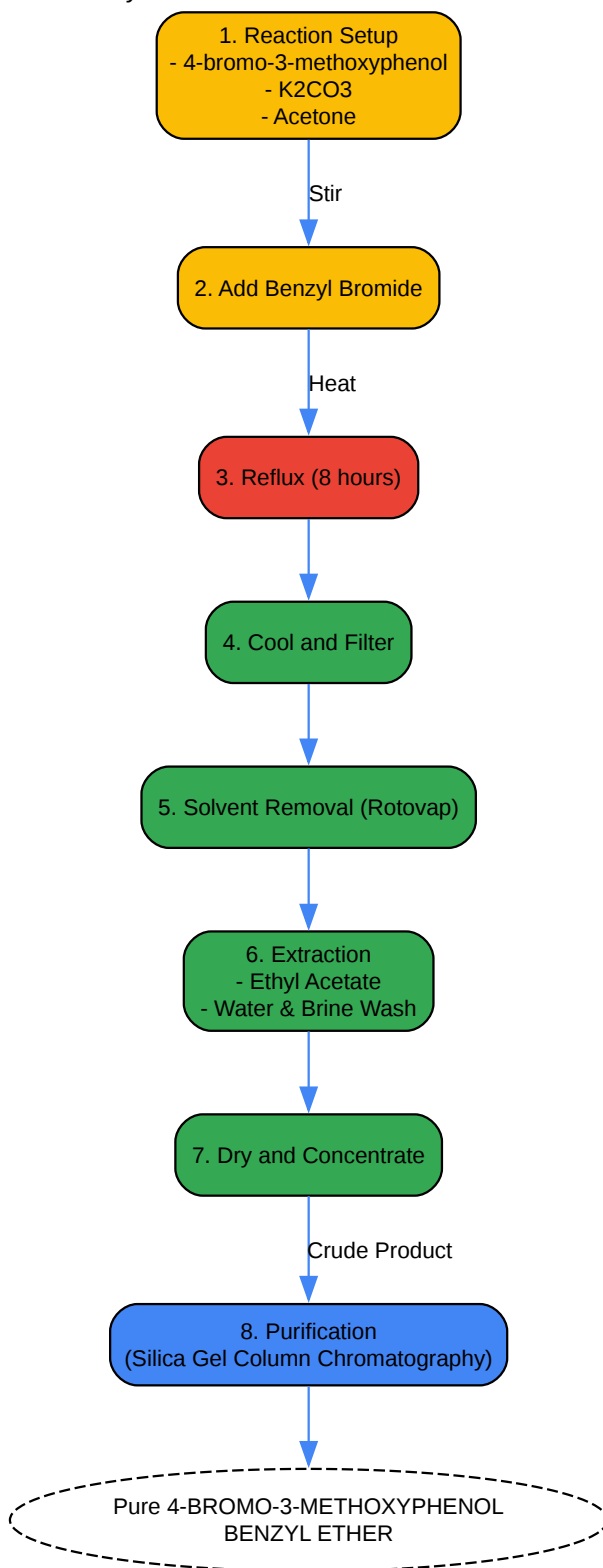 1. Reaction Setup
- 4-bromo-3-methoxyphenol
- K2CO3
- Acetone
Stir
2. Add Benzyl Bromide
Heat
3. Reflux (8 hours)
4. Cool and Filter
5. Solvent Removal (Rotovap)
6. Extraction
- Ethyl Acetate
- Water & Brine Wash
7. Dry and Concentrate
Crude Product
8. Purification
(Silica Gel Column Chromatography)
Pure 4-BROMO-3-METHOXYPHENOL
BENZYL ETHER